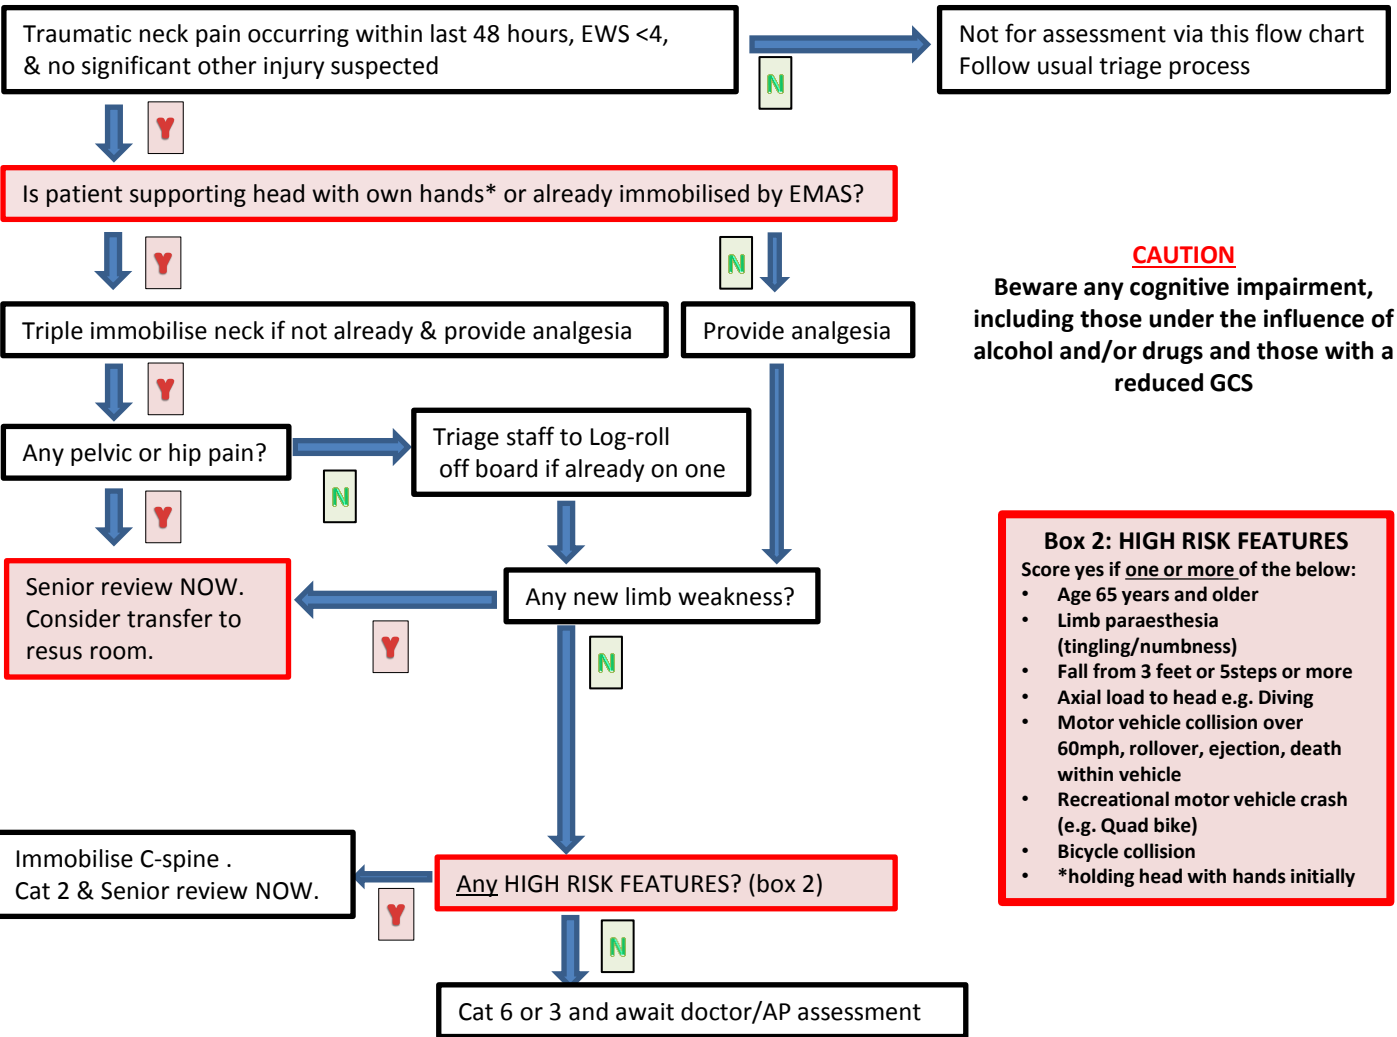 Traumatic neck pain occurring within last 48 hours, EWS <4,
& no significant other injury suspected
N
Not for assessment via this flow chart
Follow usual triage process
Y
Is patient supporting head with own hands* or already immobilised by EMAS?
Y
N
Triple immobilise neck if not already & provide analgesia
Provide analgesia
CAUTION
Beware any cognitive impairment,
including those under the influence of
alcohol and/or drugs and those with a
reduced GCS
Y
Any pelvic or hip pain?
N
Triage staff to Log-roll
off board if already on one
Y
Senior review NOW.
Consider transfer to
resus room.
Y
Any new limb weakness?
N
Box 2: HIGH RISK FEATURES
Score yes if one or more of the below:
• Age 65 years and older
• Limb paraesthesia
(tingling/numbness)
• Fall from 3 feet or 5steps or more
• Axial load to head e.g. Diving
• Motor vehicle collision over
60mph, rollover, ejection, death
within vehicle
• Recreational motor vehicle crash
(e.g. Quad bike)
• Bicycle collision
• *holding head with hands initially
Immobilise C-spine .
Cat 2 & Senior review NOW.
Y
Any HIGH RISK FEATURES? (box 2)
N
Cat 6 or 3 and await doctor/AP assessment